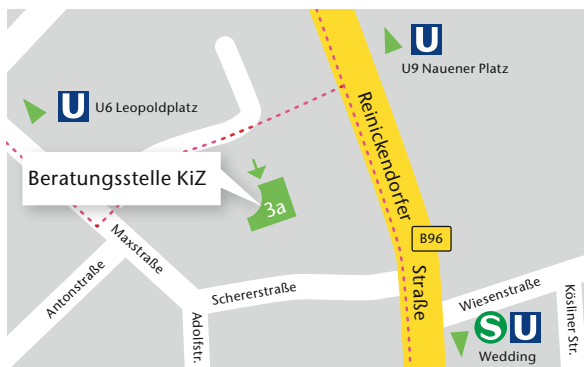 U
U9 Nauener Platz
U U6 Leopoldplatz
Reinickendorfer
Straße
Beratungsstelle KiZ
3a
B96
Maxstraße
Antonstraße
Schererstraße
Adolfstr.
Wiesenstraße
Kösliner Str.
S U
Wedding